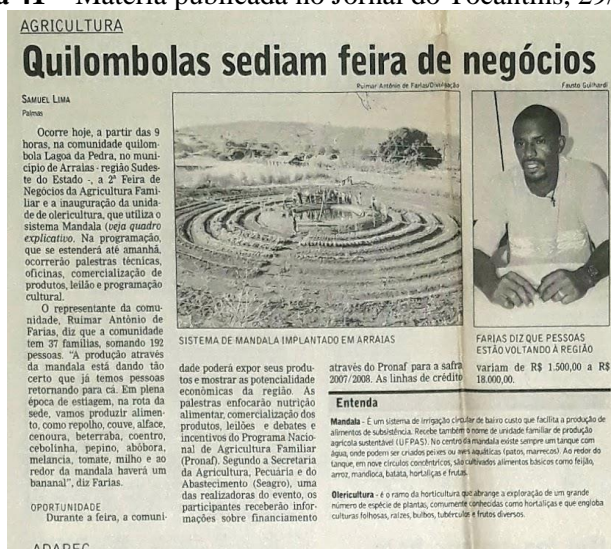 Matéria publicada no Jornal do Tocantins, 29/
AGRICULTURA
Quilombolas sediam feira de negócios
SAMUEL LIMA
Palmas
Ocorre hoje, a partir das 9
horas, na comunidade quilom-
bola Lagoa da Pedra, no muni-
cípio de Arraias - região Sudes-
te do Estado -, a 2ª Feira de
Negócios da Agricultura Fami-
liar e a inauguração da unida-
de de olericultura, que utiliza o
sistema Mandala (veja quadro
explicativo. Na programação,
que se estenderá até amanhã,
ocorrerão palestras técnicas,
oficinas, comercialização de
produtos, leilão e programação
cultural.
O representante da comu-
nidade, Ruimar Antônio de
Farias, diz que a comunidade
tem 37 famílias, somando 192
pessoas. "A produção através
da mandala está dando tão
certo que já temos pessoas
retornando para cá. Em plena
época de estiagem, na rota da
sede, vamos produzir alimen-
to, como repolho, couve, alface,
cenoura, beterraba, coentro,
cebolinha, pepino, abóbora,
melancia, tomate, milho e ao
redor da mandala haverá um
bananal", diz Farias.
OPORTUNIDADE
Durante a feira, a comuni-
Ruimar Antônio de Farias/Divulgação
SISTEMA DE MANDALA IMPLANTADO EM ARRAIAS
Fausto Guilhardi
FARIAS DIZ QUE PESSOAS
ESTÃO VOLTANDO À REGIÃO
dade poderá expor seus produ-
tos e mostrar as potencialidade
econômicas da região. As
palestras enfocarão nutrição
alimentar, comercialização dos
produtos, leilões e debates e
incentivos do Programa Nacio-
nal de Agricultura Familiar
(Pronaf). Segundo a Secretaria
da Agricultura, Pecuária e do
Abastecimento (Seagro), uma
das realizadoras do evento, os
participantes receberão infor-
mações sobre financiamento
através do Pronaf para a safra
2007/2008. As linhas de crédito
variam de R$ 1.500,00 a R$
18.000,00.
Entenda
Mandala - É um sistema de irrigação circular de baixo custo que facilita a produção de
alimentos de subsistência. Recebe também o nome de unidade familiar de produção
agrícola sustentável (UFPAS). No centro da mandala existe sempre um tanque com
água, onde podem ser criados peixes ou aves aquáticas (patos, marrecos). Ao redor do
tanque, em nove círculos concêntricos, são cultivados alimentos básicos como feijão,
arroz, mandioca, batata, hortaliças e frutas.
Olericultura - é o ramo da horticultura que abrange a exploração de um grande
número de espécie de plantas, comumente conhecidas como hortaliças e que engloba
culturas folhosas, raízes, bulbos, tubérculos e frutos diversos.